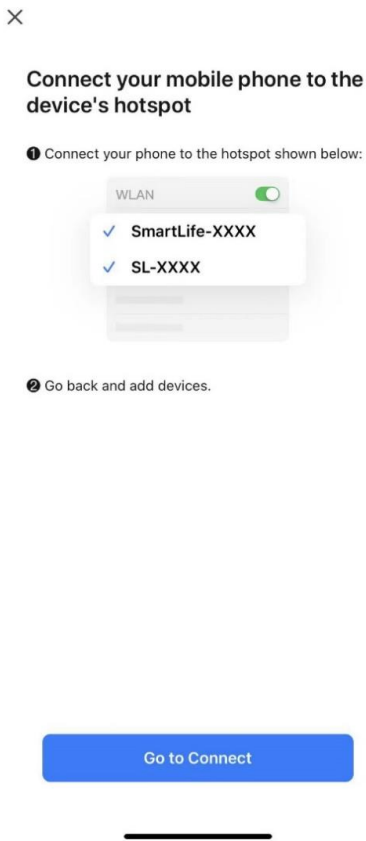 Connect your mobile phone to the
device's hotspot
❶ Connect your phone to the hotspot shown below:
WLAN
SmartLife-XXXX
SL-XXXX
❷ Go back and add devices.
Go to Connect